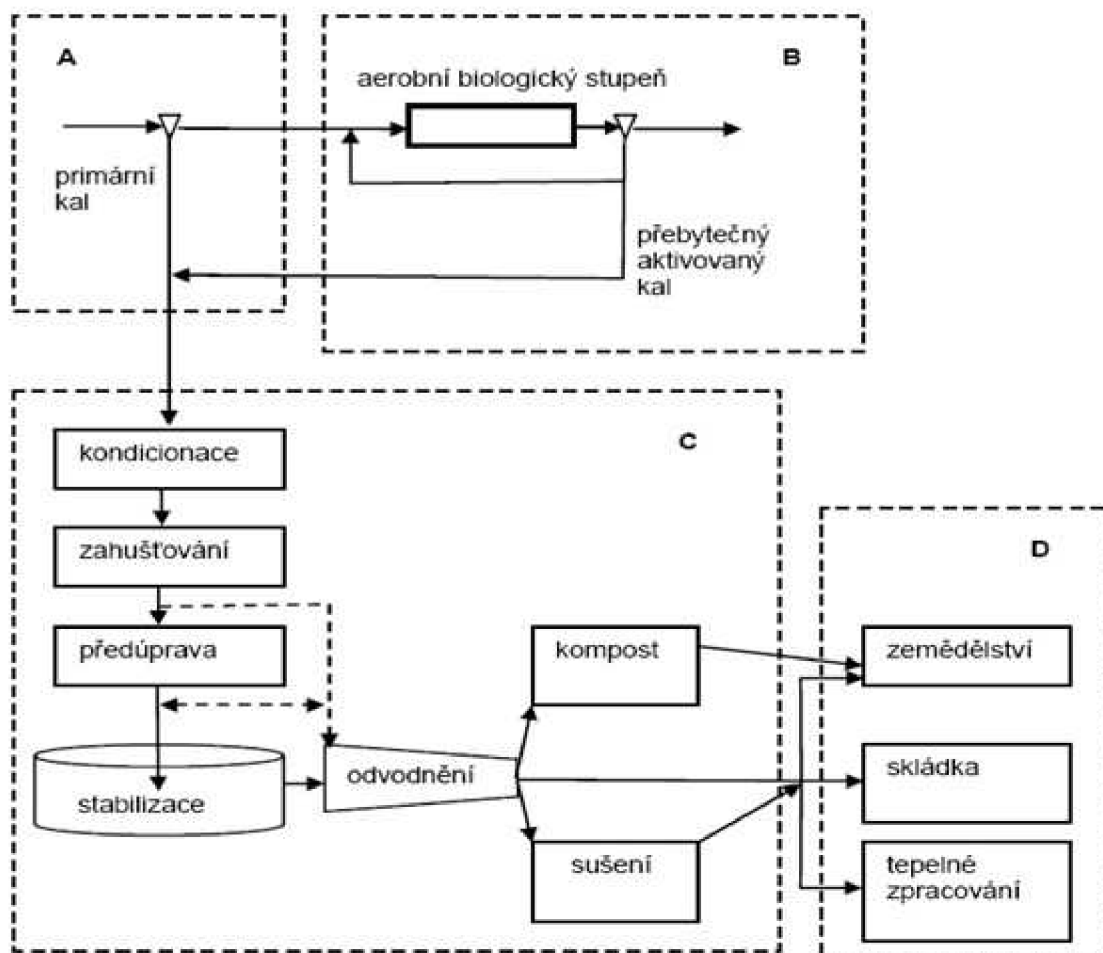 A
B
aerobní biologický stupeň
primární
kal
přebytečný
aktivovaný
kal
C
kondicionace
zahušťování
předúprava
stabilizace
odvodnění
kompost
sušení
D
zemědělství
skládka
tepelné
zpracování